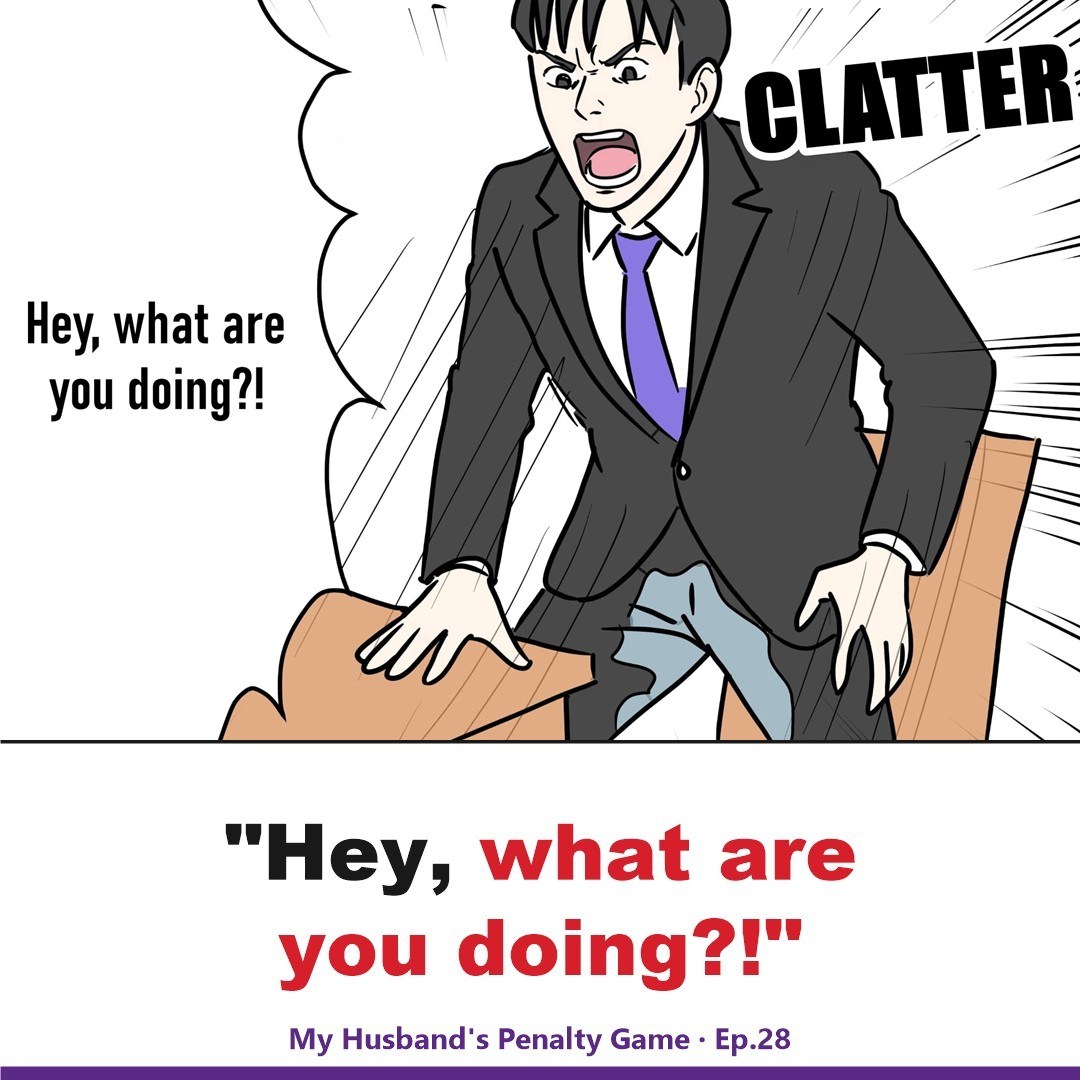 CLATTER
Hey, what are
you doing?!
"Hey, what are
you doing?!"
My Husband's Penalty Game · Ep.28